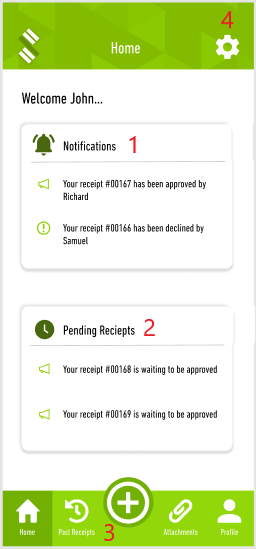 4
Home
Welcome John...
Notifications 1
Your receipt #00167 has been approved by
Richard
Your receipt #00166 has been declined by
Samuel
Pending Reciepts 2
Your receipt #00168 is waiting to be approved
Your receipt #00169 is waiting to be approved
Home Past Receipts 3 Attachments Profile